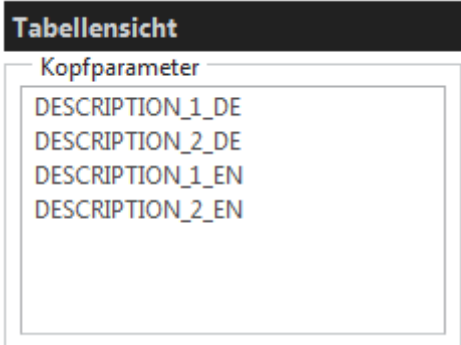 Tabellensicht
Kopfparameter
DESCRIPTION_1_DE
DESCRIPTION_2_DE
DESCRIPTION_1_EN
DESCRIPTION_2_EN